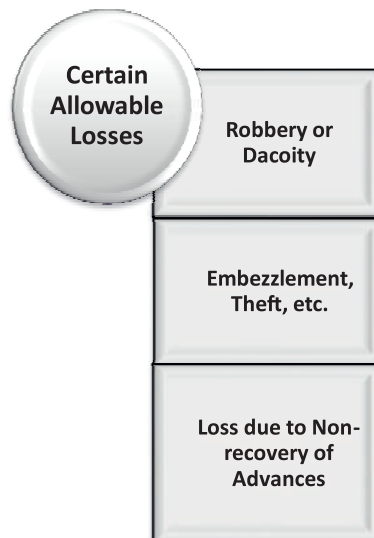 Certain
Allowable
Losses
Robbery or
Dacoity
Embezzlement,
Theft, etc.
Loss due to Non-
recovery of
Advances